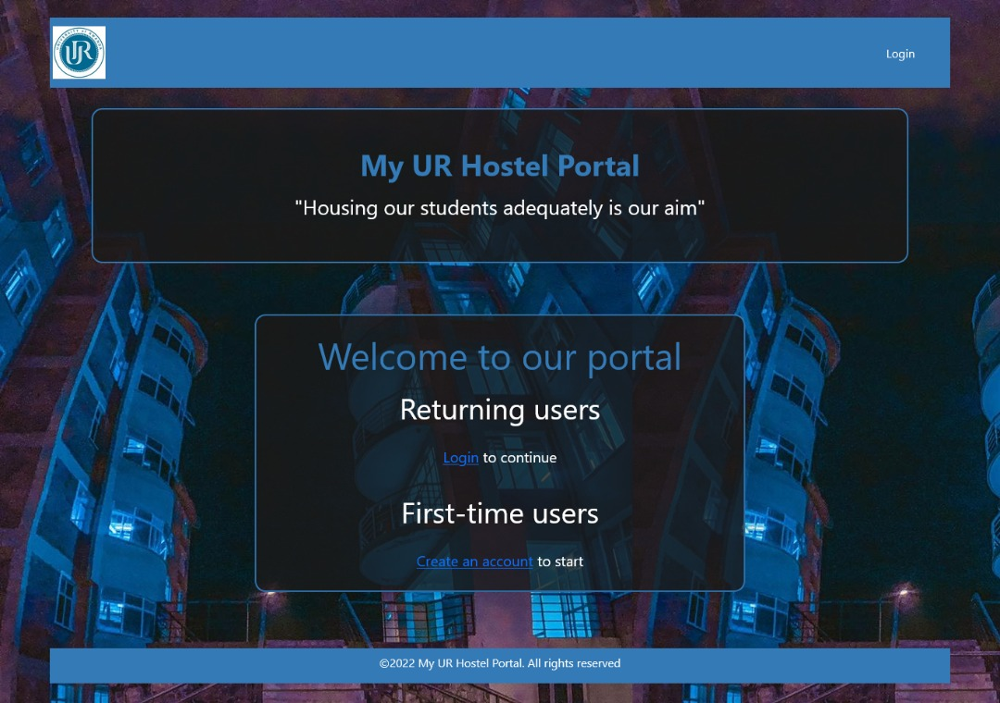 UR
Login
My UR Hostel Portal
"Housing our students adequately is our aim"
Welcome to our portal
Returning users
Login to continue
First-time users
Create an account to start
©2022 My UR Hostel Portal. All rights reserved